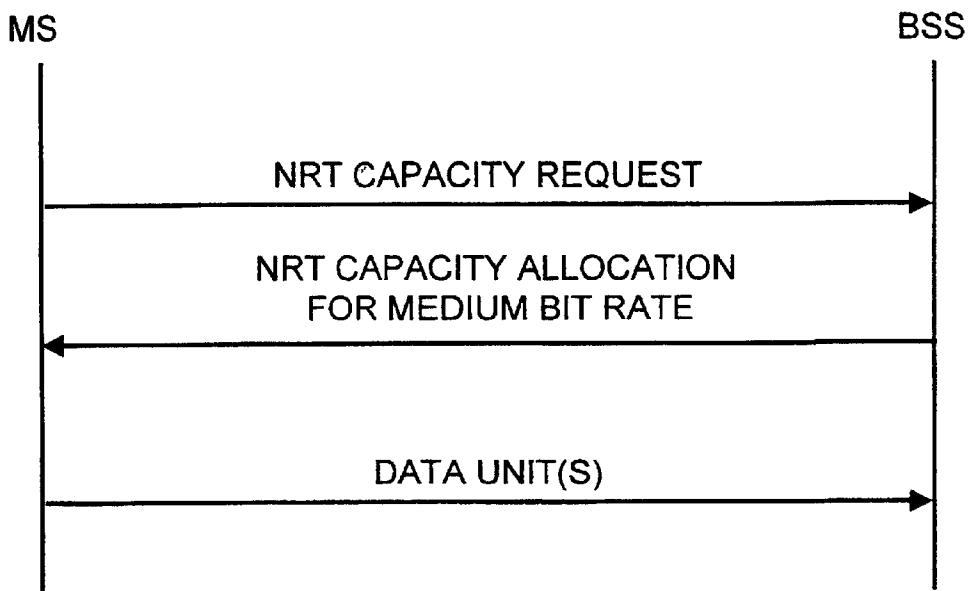 MS
BSS
NRT CAPACITY REQUEST
NRT CAPACITY ALLOCATION
FOR MEDIUM BIT RATE
DATA UNIT(S)